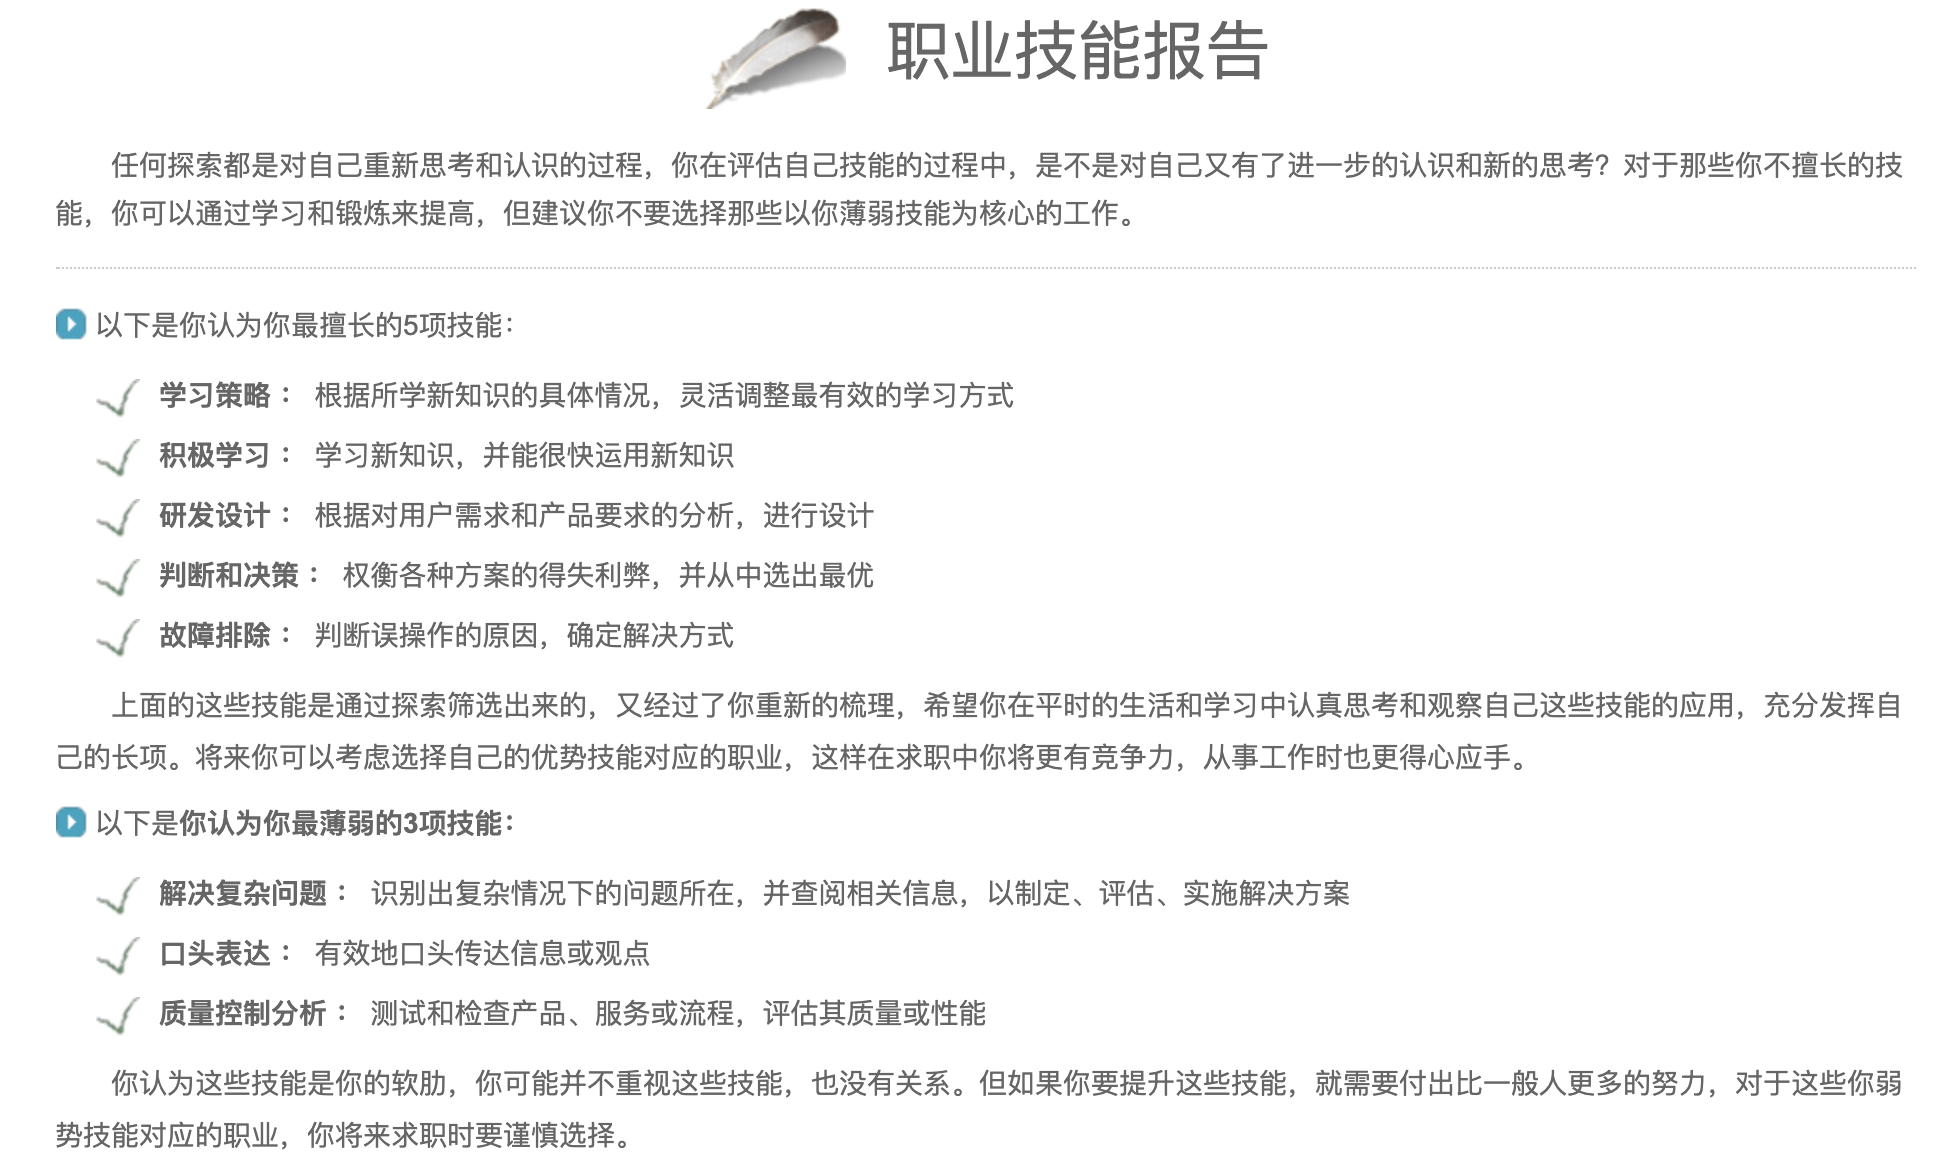 职业技能报告
任何探索都是对自己重新思考和认识的过程，你在评估自己技能的过程中，是不是对自己又有了进一步的认识和新的思考？对于那些你不擅长的技
能，你可以通过学习和锻炼来提高，但建议你不要选择那些以你薄弱技能为核心的工作。
以下是你认为你最擅长的5项技能：
学习策略： 根据所学新知识的具体情况，灵活调整最有效的学习方式
积极学习： 学习新知识，并能很快运用新知识
研发设计： 根据对用户需求和产品要求的分析，进行设计
判断和决策： 权衡各种方案的得失利弊，并从中选出最优
故障排除： 判断误操作的原因，确定解决方式
上面的这些技能是通过探索筛选出来的，又经过了你重新的梳理，希望你在平时的生活和学习中认真思考和观察自己这些技能的应用，充分发挥自
己的长项。将来你可以考虑选择自己的优势技能对应的职业，这样在求职中你将更有竞争力，从事工作时也更得心应手。
以下是你认为你最薄弱的3项技能：
解决复杂问题： 识别出复杂情况下的问题所在，并查阅相关信息，以制定、评估、实施解决方案
口头表达： 有效地口头传达信息或观点
质量控制分析： 测试和检查产品、服务或流程，评估其质量或性能
你认为这些技能是你的软肋，你可能并不重视这些技能，也没有关系。但如果你要提升这些技能，就需要付出比一般人更多的努力，对于这些你弱
势技能对应的职业，你将来求职时要谨慎选择。